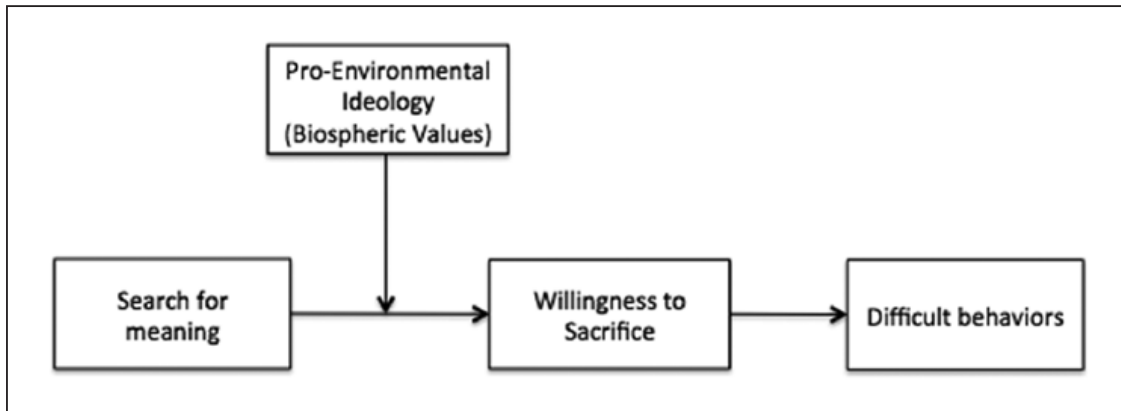 Pro-Environmental
Ideology
(Biospheric Values)
Search for
meaning
Willingness to
Sacrifice
Difficult behaviors